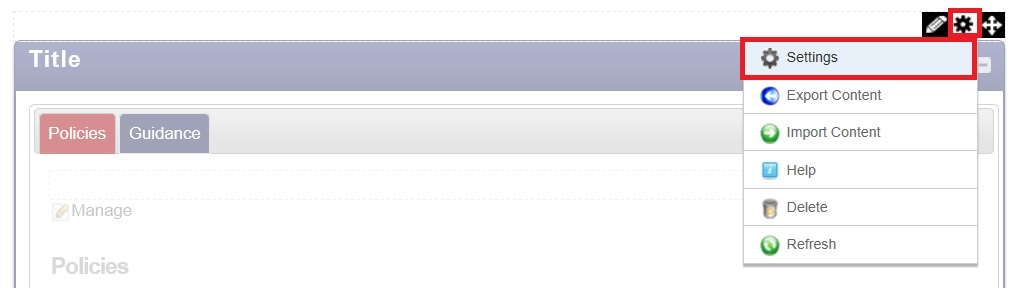 Title
Settings
Export Content
Import Content
Help
Delete
Refresh
Policies
Guidance
Manage
Policies